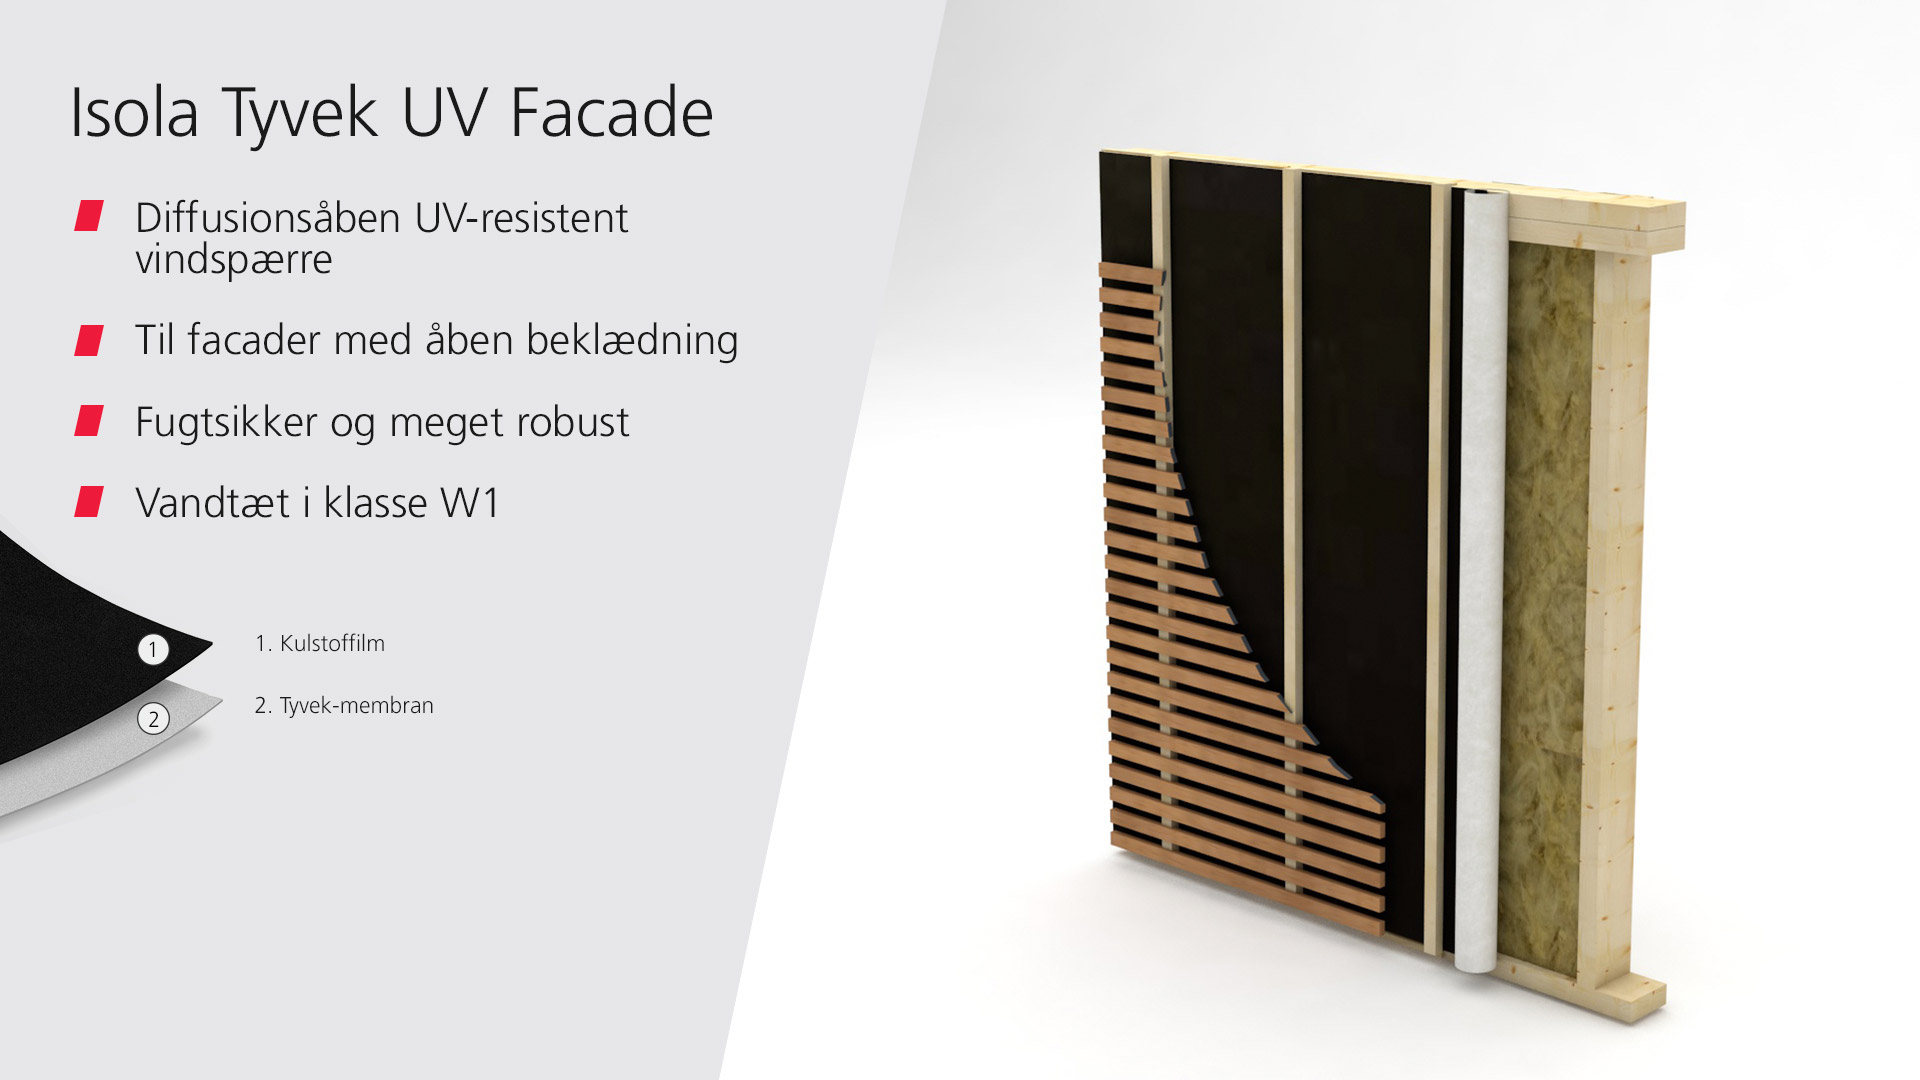 Isola Tyvek UV Facade
Diffusionsåben UV-resistent
vindspærre
Til facader med åben beklædning
Fugtsikker og meget robust
Vandtæt i klasse W1
1
1. Kulstoffilm
2
2. Tyvek-membran